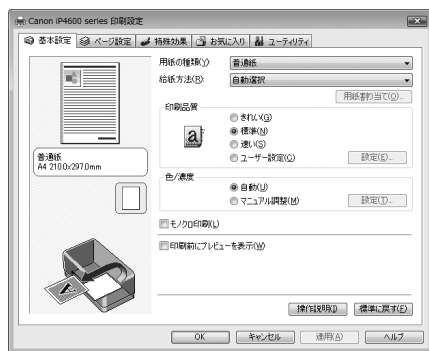 Canon iP4600 series 印刷設定
基本設定 ページ設定 特殊効果 お気に入り ユーティリティ
用紙の種類(Y): 普通紙
給紙方法(R): 自動選択
用紙割り当て(O)...
印刷品質
きれい(G)
標準(N)
速い(S)
ユーザー設定(C) 設定(E)...
普通紙
A4 210.0x297.0mm
色/濃度
自動(U)
マニュアル調整(M) 設定(T)...
モノクロ印刷(L)
印刷前にプレビューを表示(W)
操作説明(I) 標準に戻す(F)
OK キャンセル 適用(A) ヘルプ